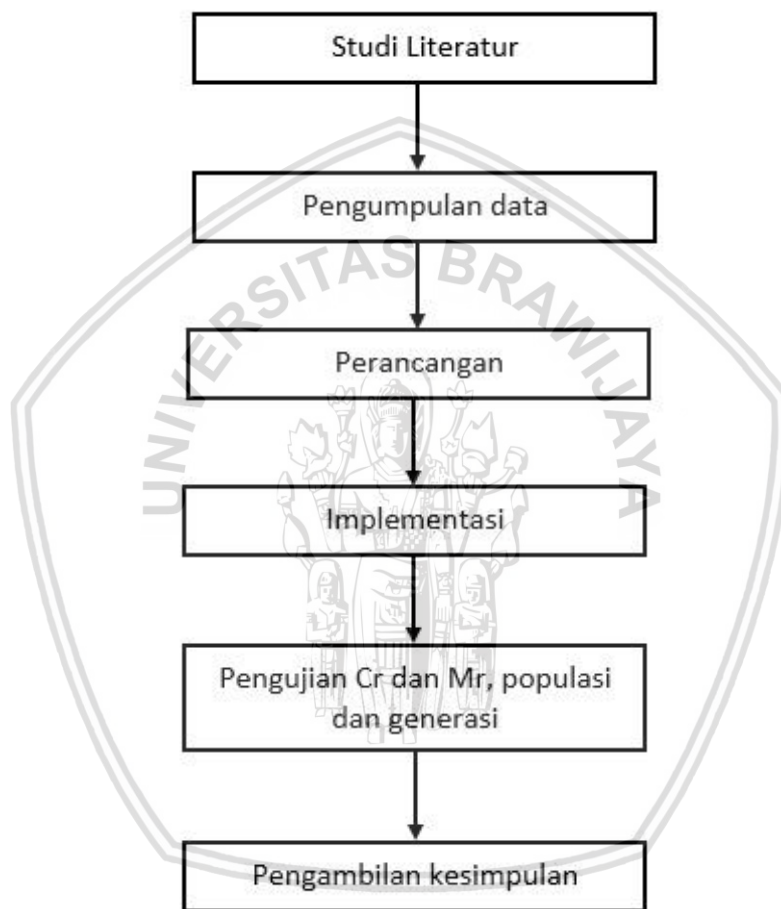 Studi Literatur
Pengumpulan data
UNIVERSITAS BRAWIJAYA
Perancangan
Implementasi
Pengujian Cr dan Mr, populasi
dan generasi
Pengambilan kesimpulan